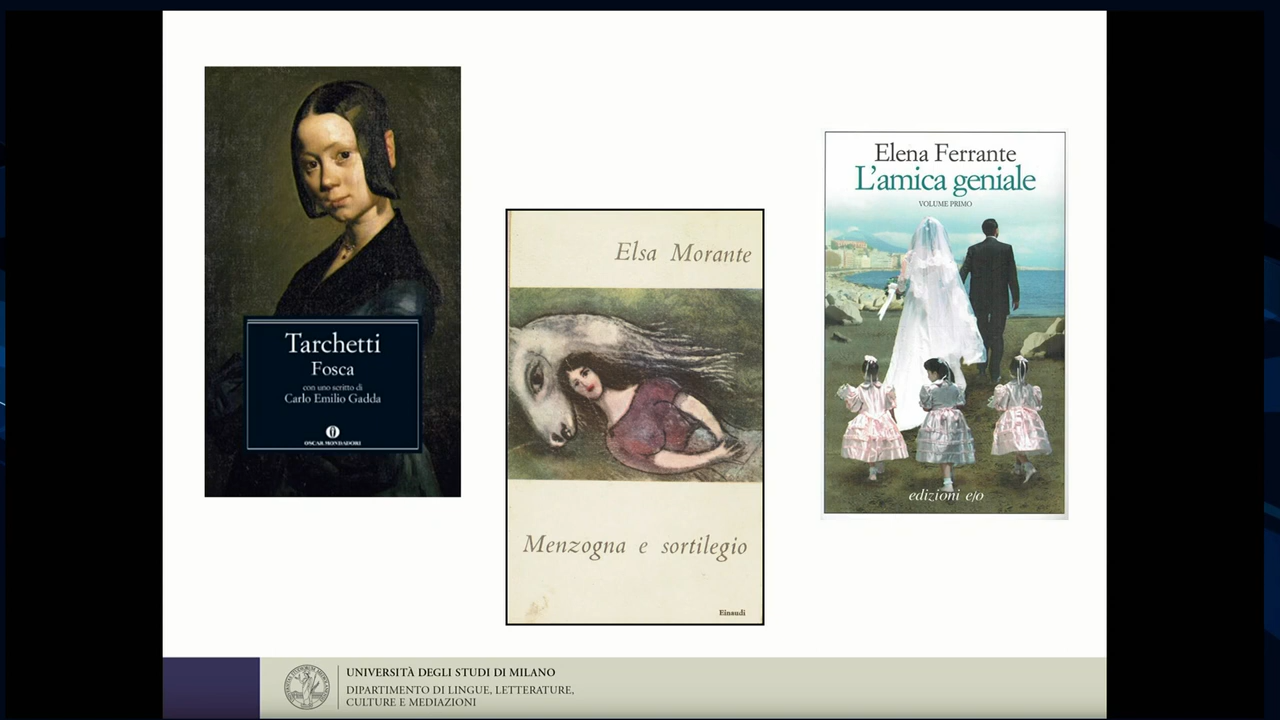 Tarchetti
Fosca
con uno scritto di
Carlo Emilio Gadda
OSCAR MONDADORI
Elsa Morante
Menzogna e sortilegio
Einaudi
Elena Ferrante
L'amica geniale
VOLUME PRIMO
edizioni e/o
UNIVERSITÀ DEGLI STUDI DI MILANO
DIPARTIMENTO DI LINGUE, LETTERATURE,
CULTURE E MEDIAZIONI